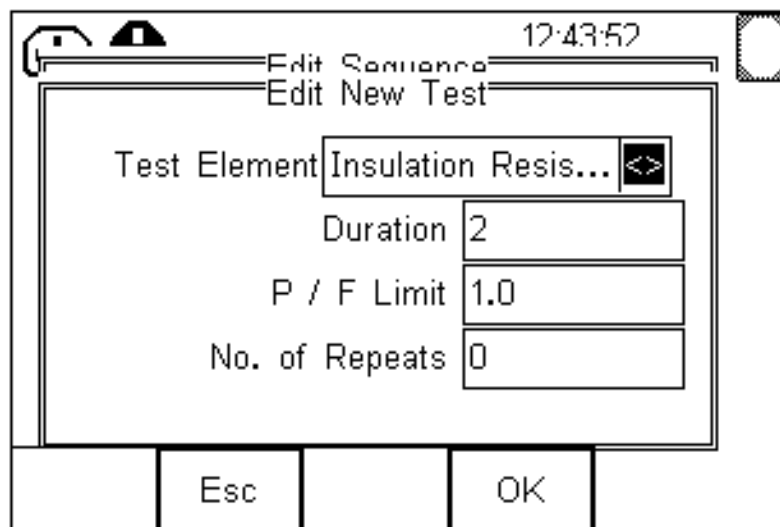 12:43:52
Edit Sequence
Edit New Test
Test Element Insulation Resis... <>
Duration 2
P / F Limit 1.0
No. of Repeats 0
Esc OK